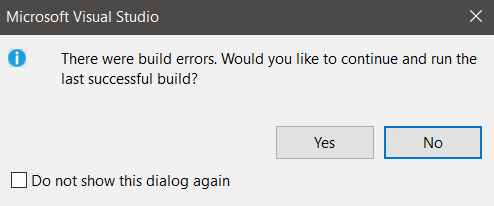 Microsoft Visual Studio
There were build errors. Would you like to continue and run the
last successful build?
Yes
No
Do not show this dialog again